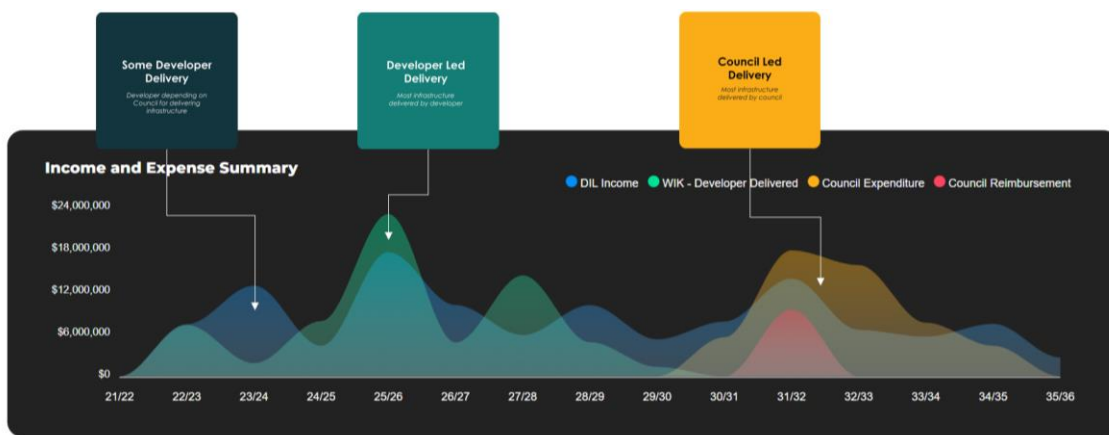 Some Developer
Delivery
Developer depending on
Council for delivering
infrastructure
Developer Led
Delivery
Most infrastructure
delivered by developer
Council Led
Delivery
Most infrastructure
delivered by council
Income and Expense Summary
DIL Income
WIK - Developer Delivered
Council Expenditure
Council Reimbursement
$24,000,000
$18,000,000
$12,000,000
$6,000,000
$0
21/22 22/23 23/24 24/25 25/26 26/27 27/28 28/29 29/30 30/31 31/32 32/33 33/34 34/35 35/36